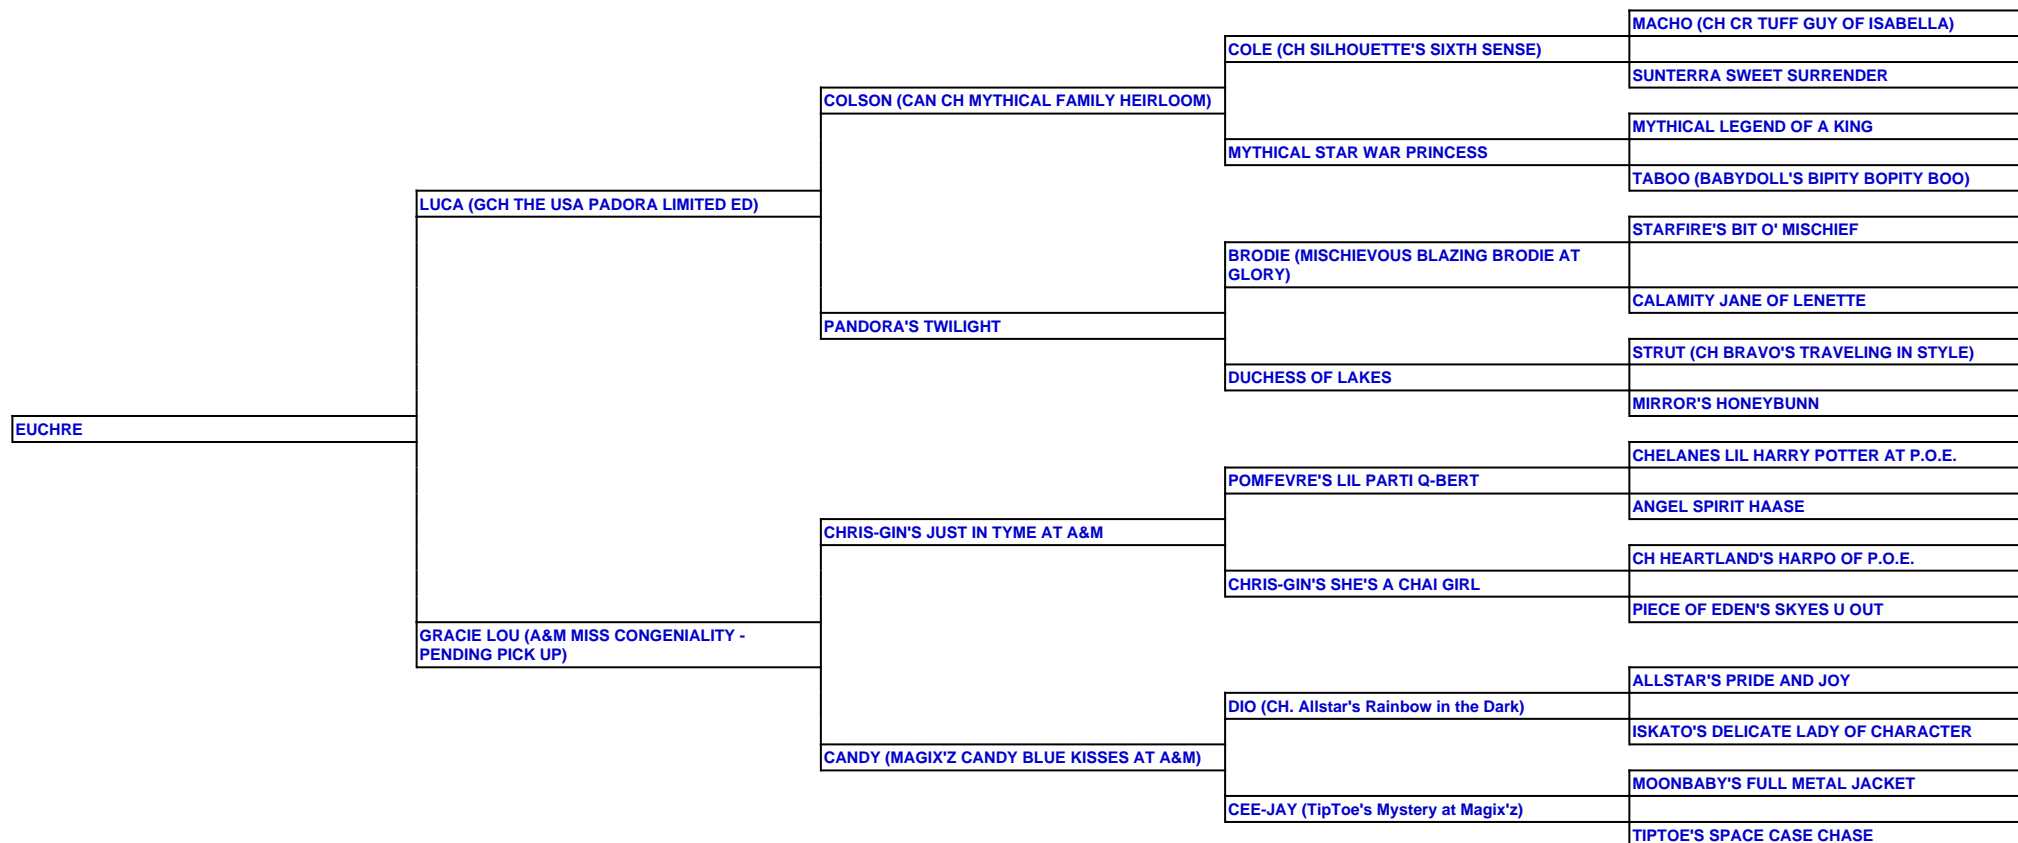 MACHO (CH CR TUFF GUY OF ISABELLA)
COLE (CH SILHOUETTE'S SIXTH SENSE)
SUNTERRA SWEET SURRENDER
COLSON (CAN CH MYTHICAL FAMILY HEIRLOOM)
MYTHICAL LEGEND OF A KING
MYTHICAL STAR WAR PRINCESS
TABOO (BABYDOLL'S BIPITY BOPITY BOO)
LUCA (GCH THE USA PADORA LIMITED ED)
STARFIRE'S BIT O' MISCHIEF
BRODIE (MISCHIEVOUS BLAZING BRODIE AT
GLORY)
CALAMITY JANE OF LENETTE
PANDORA'S TWILIGHT
STRUT (CH BRAVO'S TRAVELING IN STYLE)
DUCHESS OF LAKES
MIRROR'S HONEYBUNN
EUCHRE
CHELANES LIL HARRY POTTER AT P.O.E.
POMFEVRE'S LIL PARTI Q-BERT
ANGEL SPIRIT HAASE
CHRIS-GIN'S JUST IN TYME AT A&M
CH HEARTLAND'S HARPO OF P.O.E.
CHRIS-GIN'S SHE'S A CHAI GIRL
PIECE OF EDEN'S SKYES U OUT
GRACIE LOU (A&M MISS CONGENIALITY -
PENDING PICK UP)
ALLSTAR'S PRIDE AND JOY
DIO (CH. Allstar's Rainbow in the Dark)
ISKATO'S DELICATE LADY OF CHARACTER
CANDY (MAGIX'Z CANDY BLUE KISSES AT A&M)
MOONBABY'S FULL METAL JACKET
CEE-JAY (TipToe's Mystery at Magix'z)
TIPTOE'S SPACE CASE CHASE